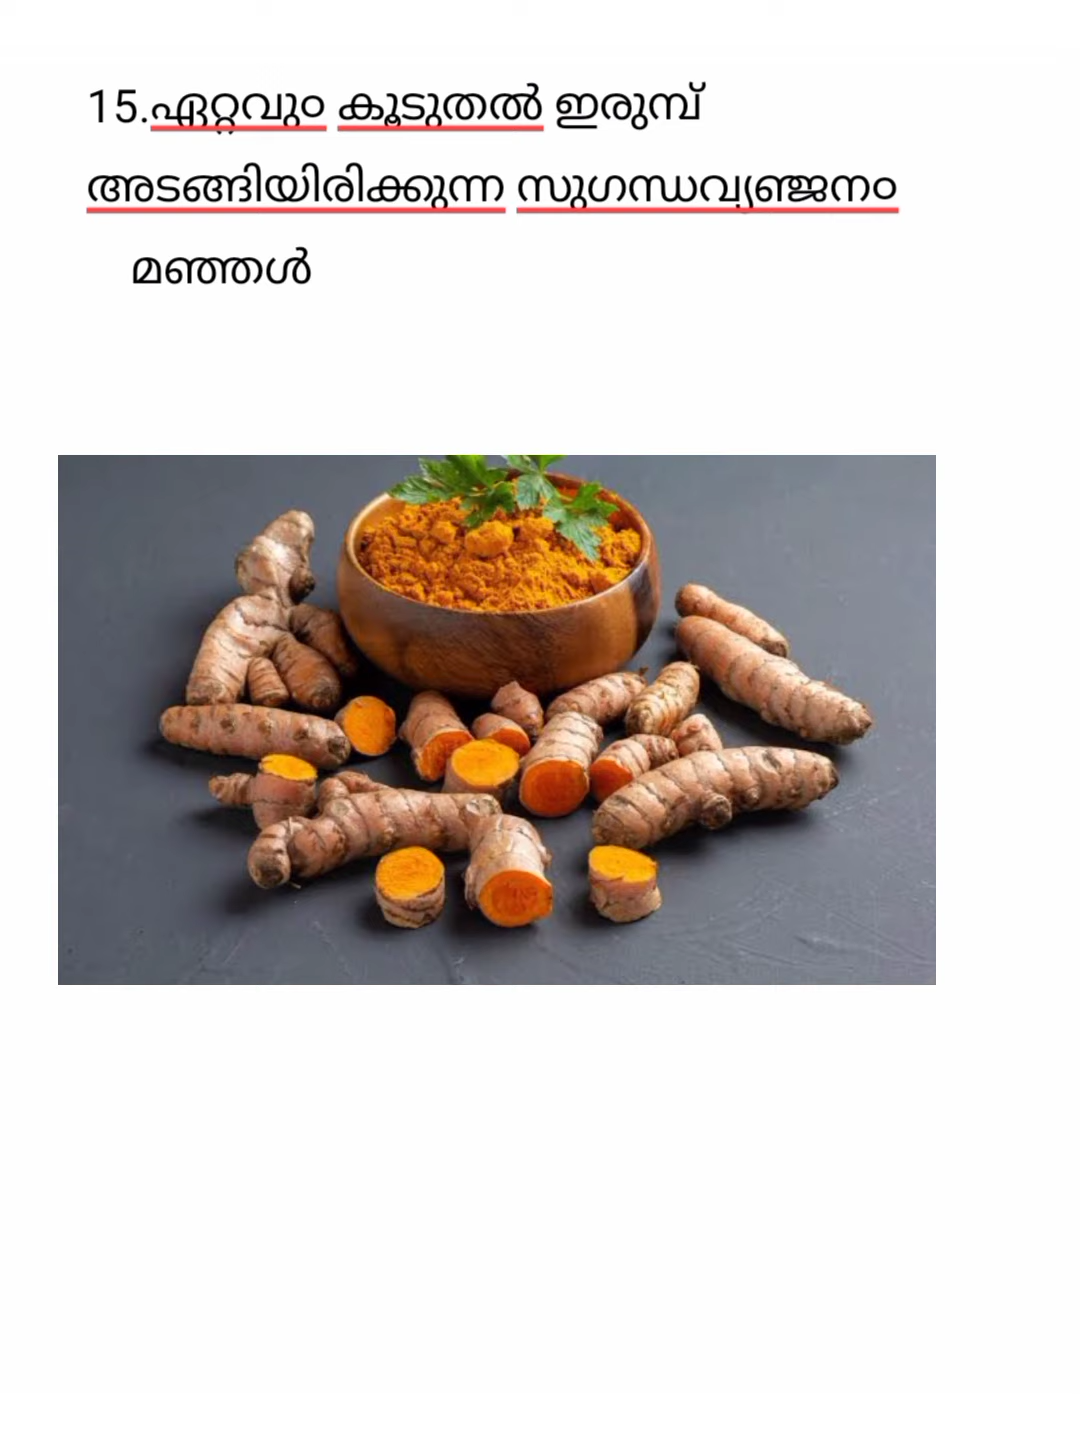 15.ഏറ്റവും കൂടുതൽ ഇരുമ്പ്
അടങ്ങിയിരിക്കുന്ന സുഗന്ധവ്യഞ്ജനം
മഞ്ഞൾ